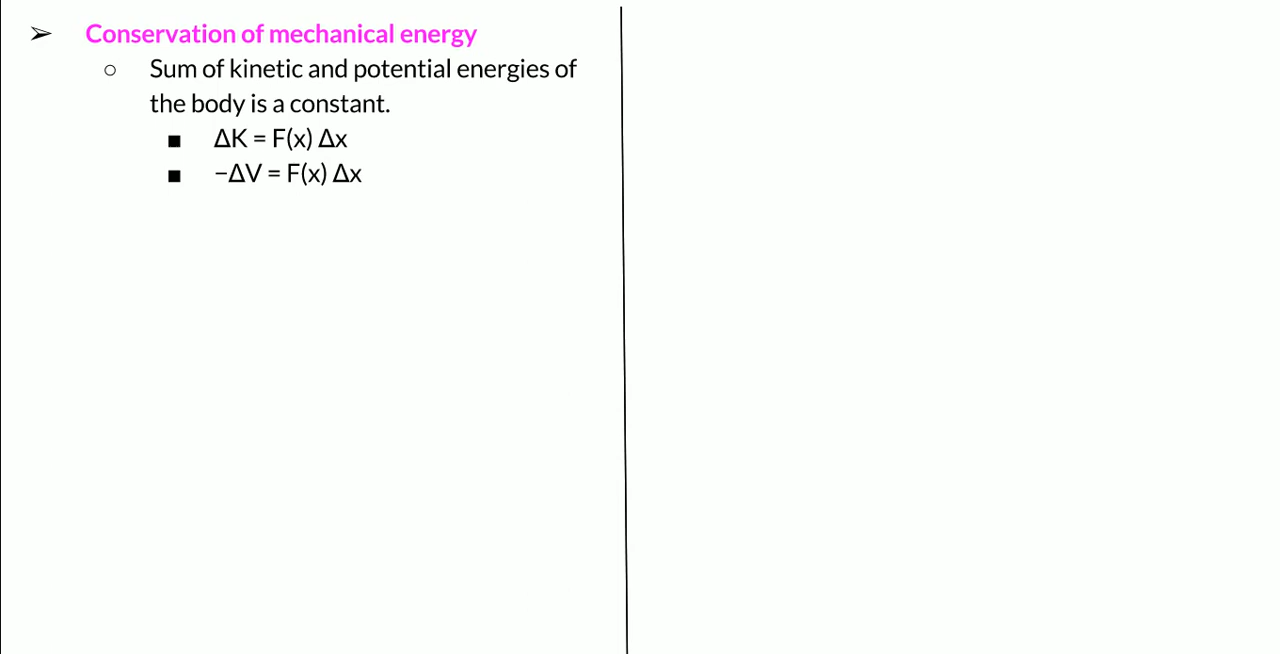 ➢ Conservation of mechanical energy
○ Sum of kinetic and potential energies of
the body is a constant.
■ ΔK = F(x) Δx
■ −ΔV = F(x) Δx